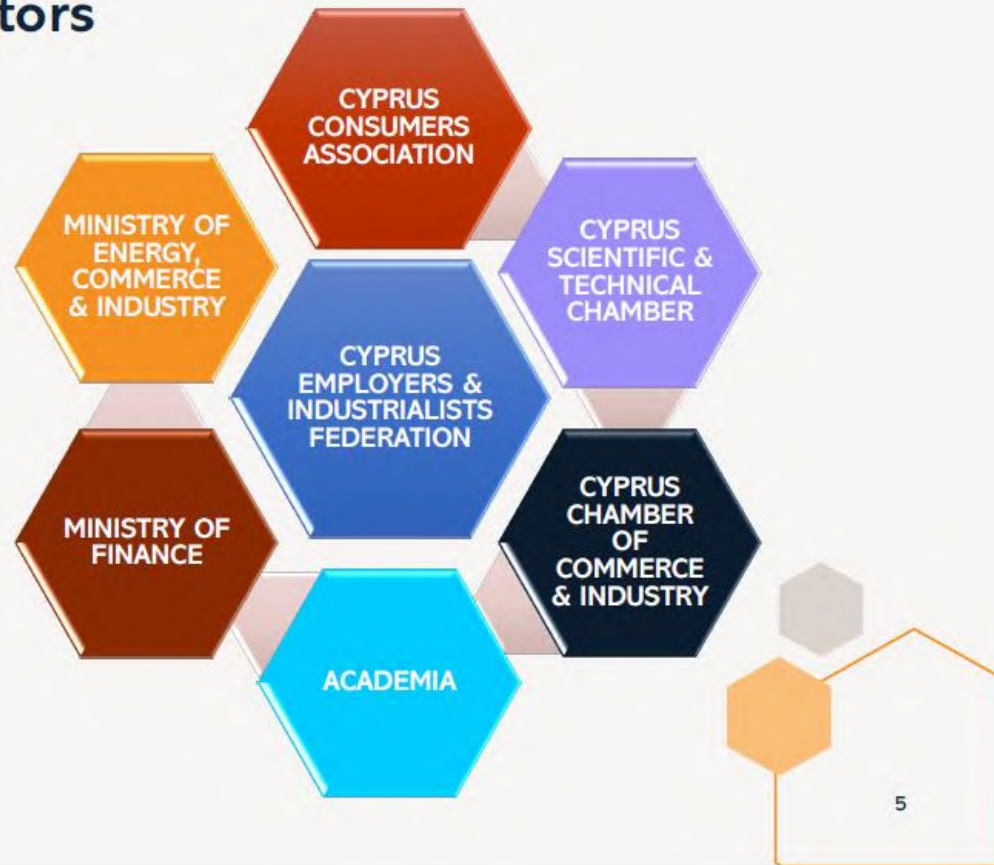 tors
CYPRUS
CONSUMERS
ASSOCIATION
MINISTRY OF
ENERGY,
COMMERCE
& INDUSTRY
CYPRUS
SCIENTIFIC &
TECHNICAL
CHAMBER
CYPRUS
EMPLOYERS &
INDUSTRIALISTS
FEDERATION
MINISTRY OF
FINANCE
CYPRUS
CHAMBER
OF
COMMERCE
& INDUSTRY
ACADEMIA
5